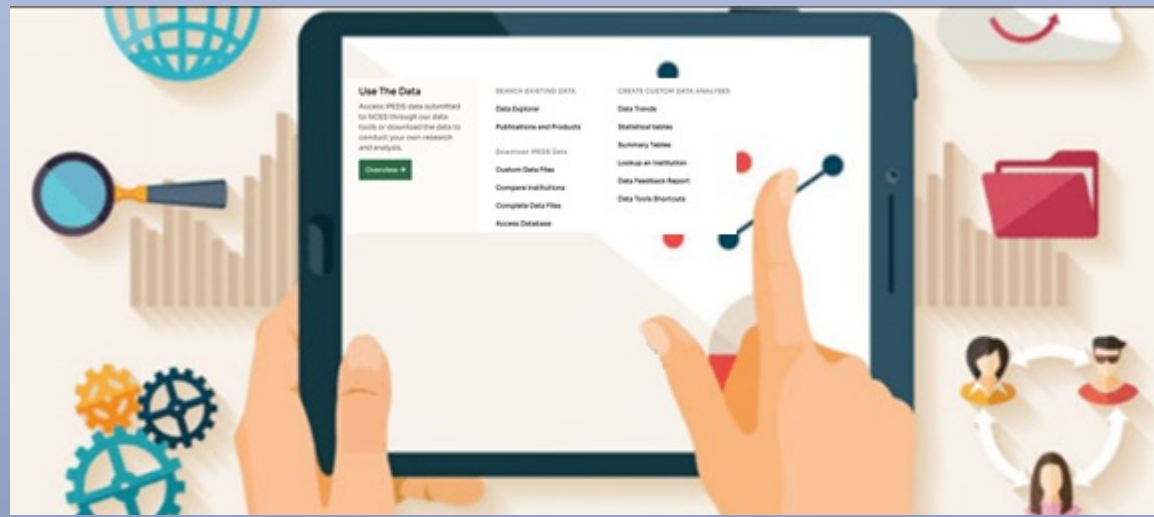 Use The Data
Access IPEDS data submitted
to NCES through our data
tools or download the data to
conduct your own research
and analysis.
Overview →
SEARCH EXISTING DATA
Data Explorer
Publications and Products
Download IPEDS Data
Custom Data Files
Compare Institutions
Complete Data Files
Access Database
CREATE CUSTOM DATA ANALYSES
Data Trends
Statistical tables
Summary Tables
Lookup an Institution
Data Feedback Report
Data Tools Shortcuts